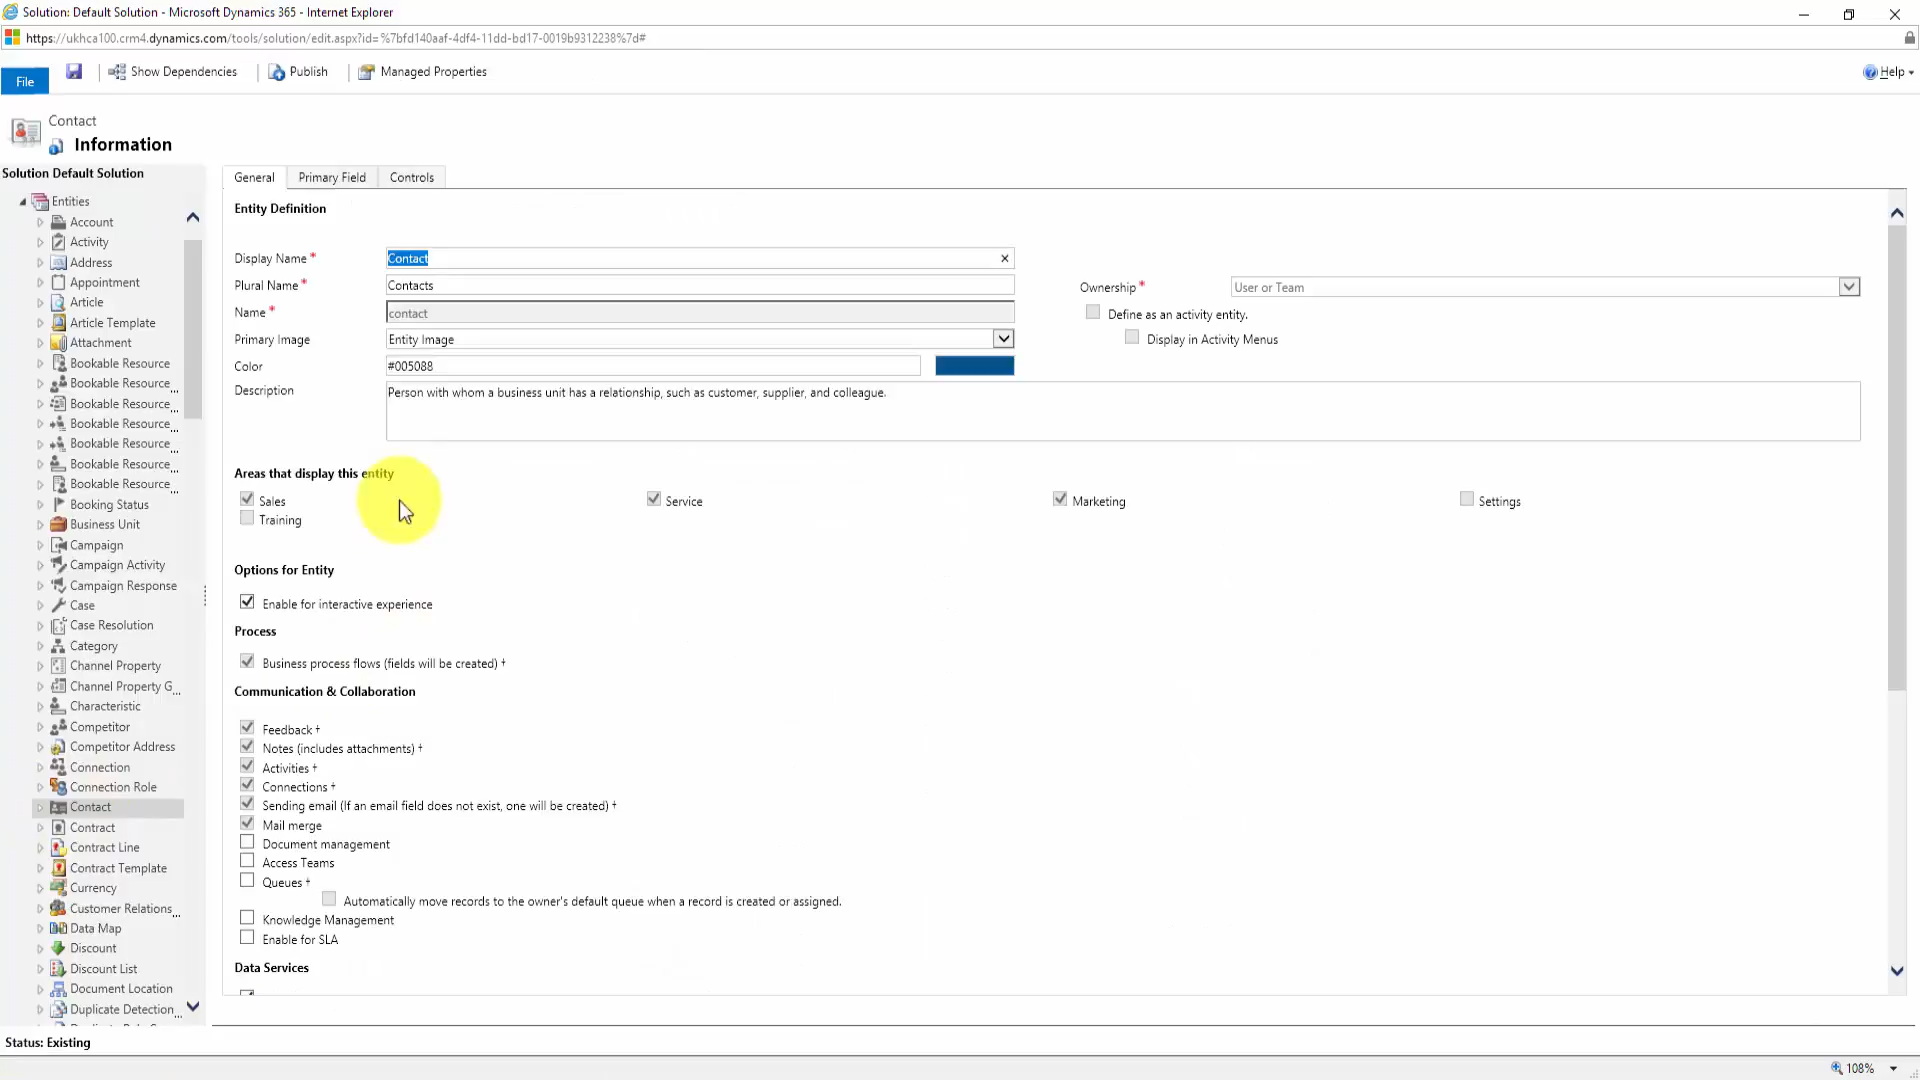 Solution: Default Solution - Microsoft Dynamics 365 - Internet Explorer
https://ukhca100.crm4.dynamics.com/tools/solution/edit.aspx?id=%7bfd140aaf-4df4-11dd-bd17-0019b9312238%7d#
File
Show Dependencies
Publish
Managed Properties
Help
Contact
Information
Solution Default Solution
Entities
Account
Activity
Address
Appointment
Article
Article Template
Attachment
Bookable Resource
Bookable Resource...
Bookable Resource...
Bookable Resource...
Bookable Resource...
Bookable Resource...
Bookable Resource...
Booking Status
Business Unit
Campaign
Campaign Activity
Campaign Response
Case
Case Resolution
Category
Channel Property
Channel Property G...
Characteristic
Competitor
Competitor Address
Connection
Connection Role
Contact
Contract
Contract Line
Contract Template
Currency
Customer Relations...
Data Map
Discount
Discount List
Document Location
Duplicate Detection...
General
Primary Field
Controls
Entity Definition
Display Name *
Contact
Plural Name *
Contacts
Name *
contact
Primary Image
Entity Image
Color
#005088
Description
Person with whom a business unit has a relationship, such as customer, supplier, and colleague.
Ownership *
User or Team
Define as an activity entity.
Display in Activity Menus
Areas that display this entity
Sales
Service
Marketing
Settings
Training
Options for Entity
Enable for interactive experience
Process
Business process flows (fields will be created) †
Communication & Collaboration
Feedback †
Notes (includes attachments) †
Activities †
Connections †
Sending email (If an email field does not exist, one will be created) †
Mail merge
Document management
Access Teams
Queues †
Automatically move records to the owner's default queue when a record is created or assigned.
Knowledge Management
Enable for SLA
Data Services
Status: Existing
108%